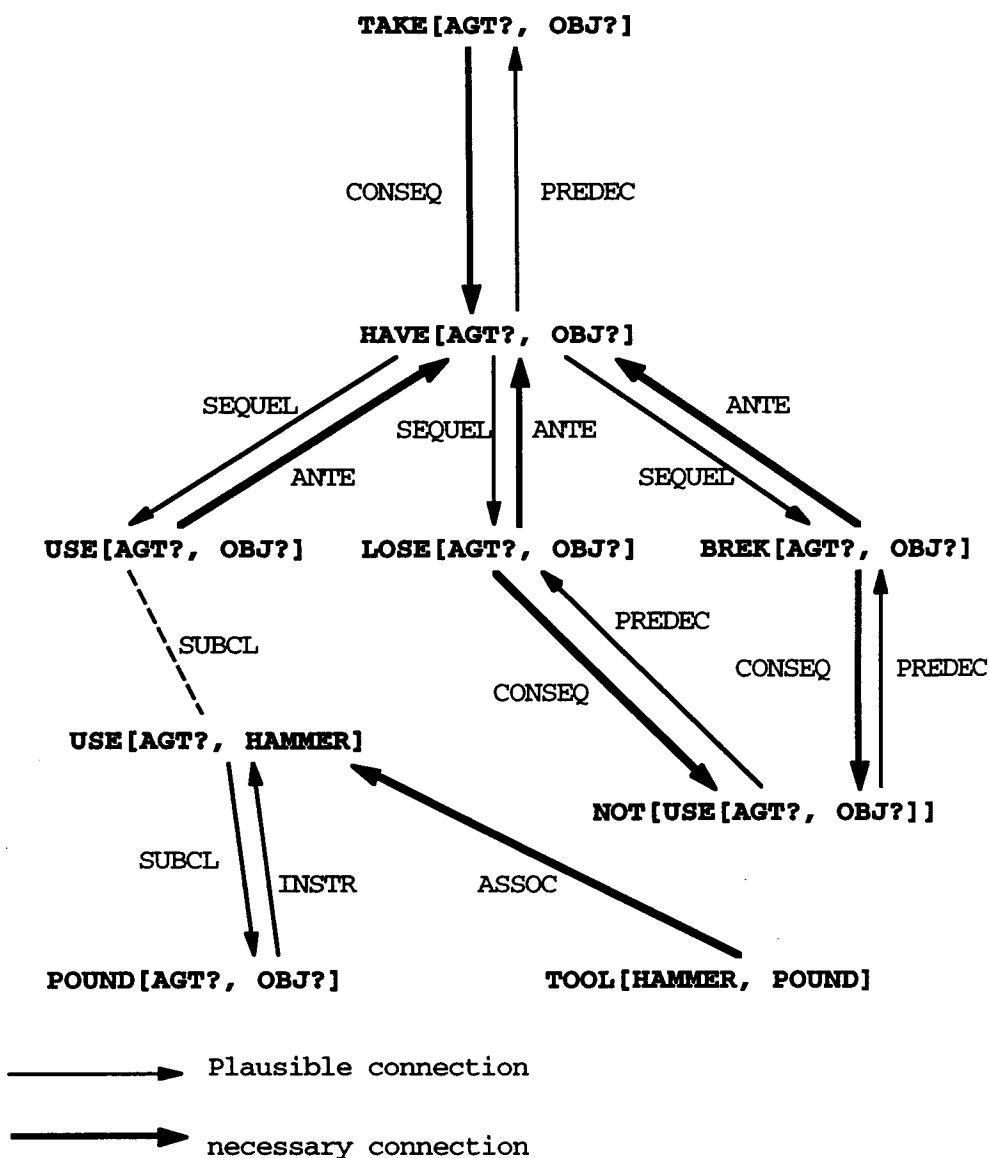 TAKE[AGT?, OBJ?]
CONSEQ PREDEC
HAVE[AGT?, OBJ?]
SEQUEL ANTE SEQUEL ANTE SEQUEL ANTE
USE[AGT?, OBJ?] LOSE[AGT?, OBJ?] BREK[AGT?, OBJ?]
SUBCL PREDEC
CONSEQ CONSEQ PREDEC
USE[AGT?, HAMMER]
NOT[USE[AGT?, OBJ?]]
SUBCL INSTR ASSOC
POUND[AGT?, OBJ?] TOOL[HAMMER, POUND]
Plausible connection
necessary connection